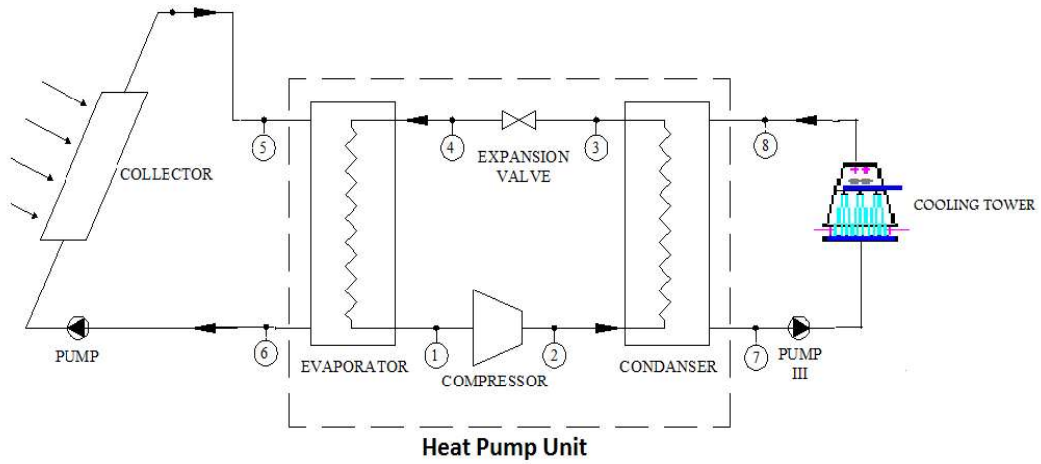 5
4
EXPANSION
VALVE
3
8
COLLECTOR
COOLING TOWER
PUMP
6
EVAPORATOR
1
COMPRESSOR
2
CONDANSER
7
PUMP
III
Heat Pump Unit